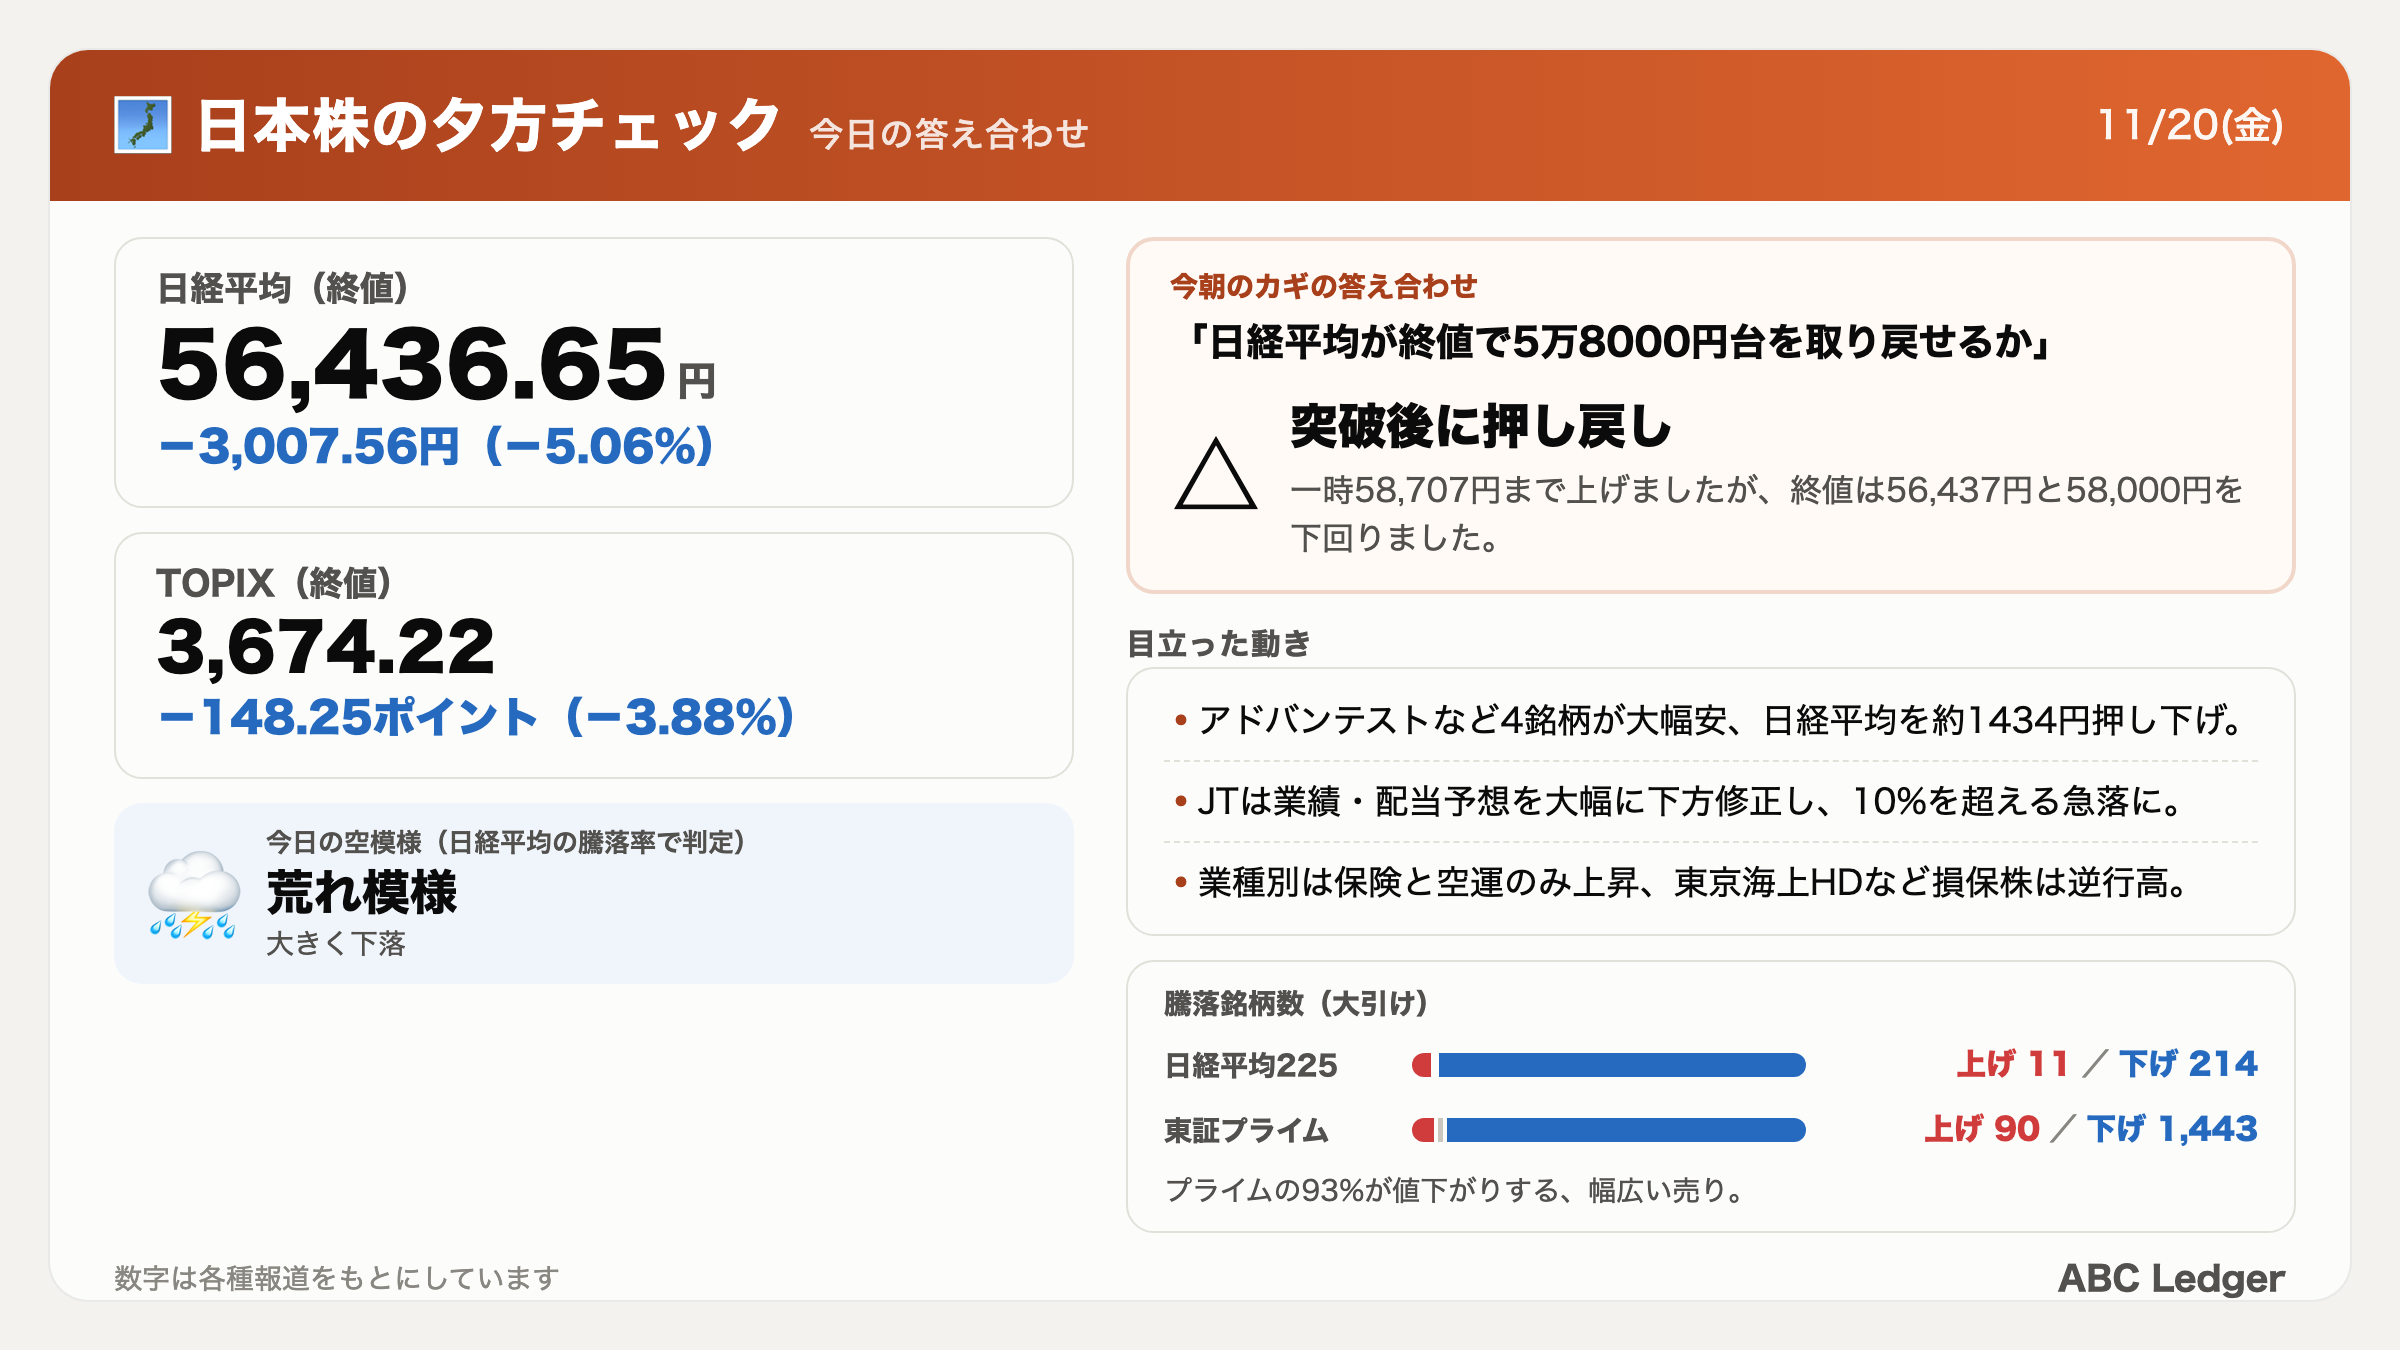 日本株の夕方チェック 今日の答え合わせ
11/20(金)
日経平均（終値）
56,436.65円
−3,007.56円（−5.06%）
TOPIX（終値）
3,674.22
−148.25ポイント（−3.88%）
今日の空模様（日経平均の騰落率で判定）
荒れ模様
大きく下落
今朝のカギの答え合わせ
「日経平均が終値で5万8000円台を取り戻せるか」
△
突破後に押し戻し
一時58,707円まで上げましたが、終値は56,437円と58,000円を
下回りました。
目立った動き
• アドバンテストなど4銘柄が大幅安、日経平均を約1434円押し下げ。
• JTは業績・配当予想を大幅に下方修正し、10%を超える急落に。
• 業種別は保険と空運のみ上昇、東京海上HDなど損保株は逆行高。
騰落銘柄数（大引け）
日経平均225 上げ 11 ／ 下げ 214
東証プライム 上げ 90 ／ 下げ 1,443
プライムの93%が値下がりする、幅広い売り。
数字は各種報道をもとにしています
ABC Ledger